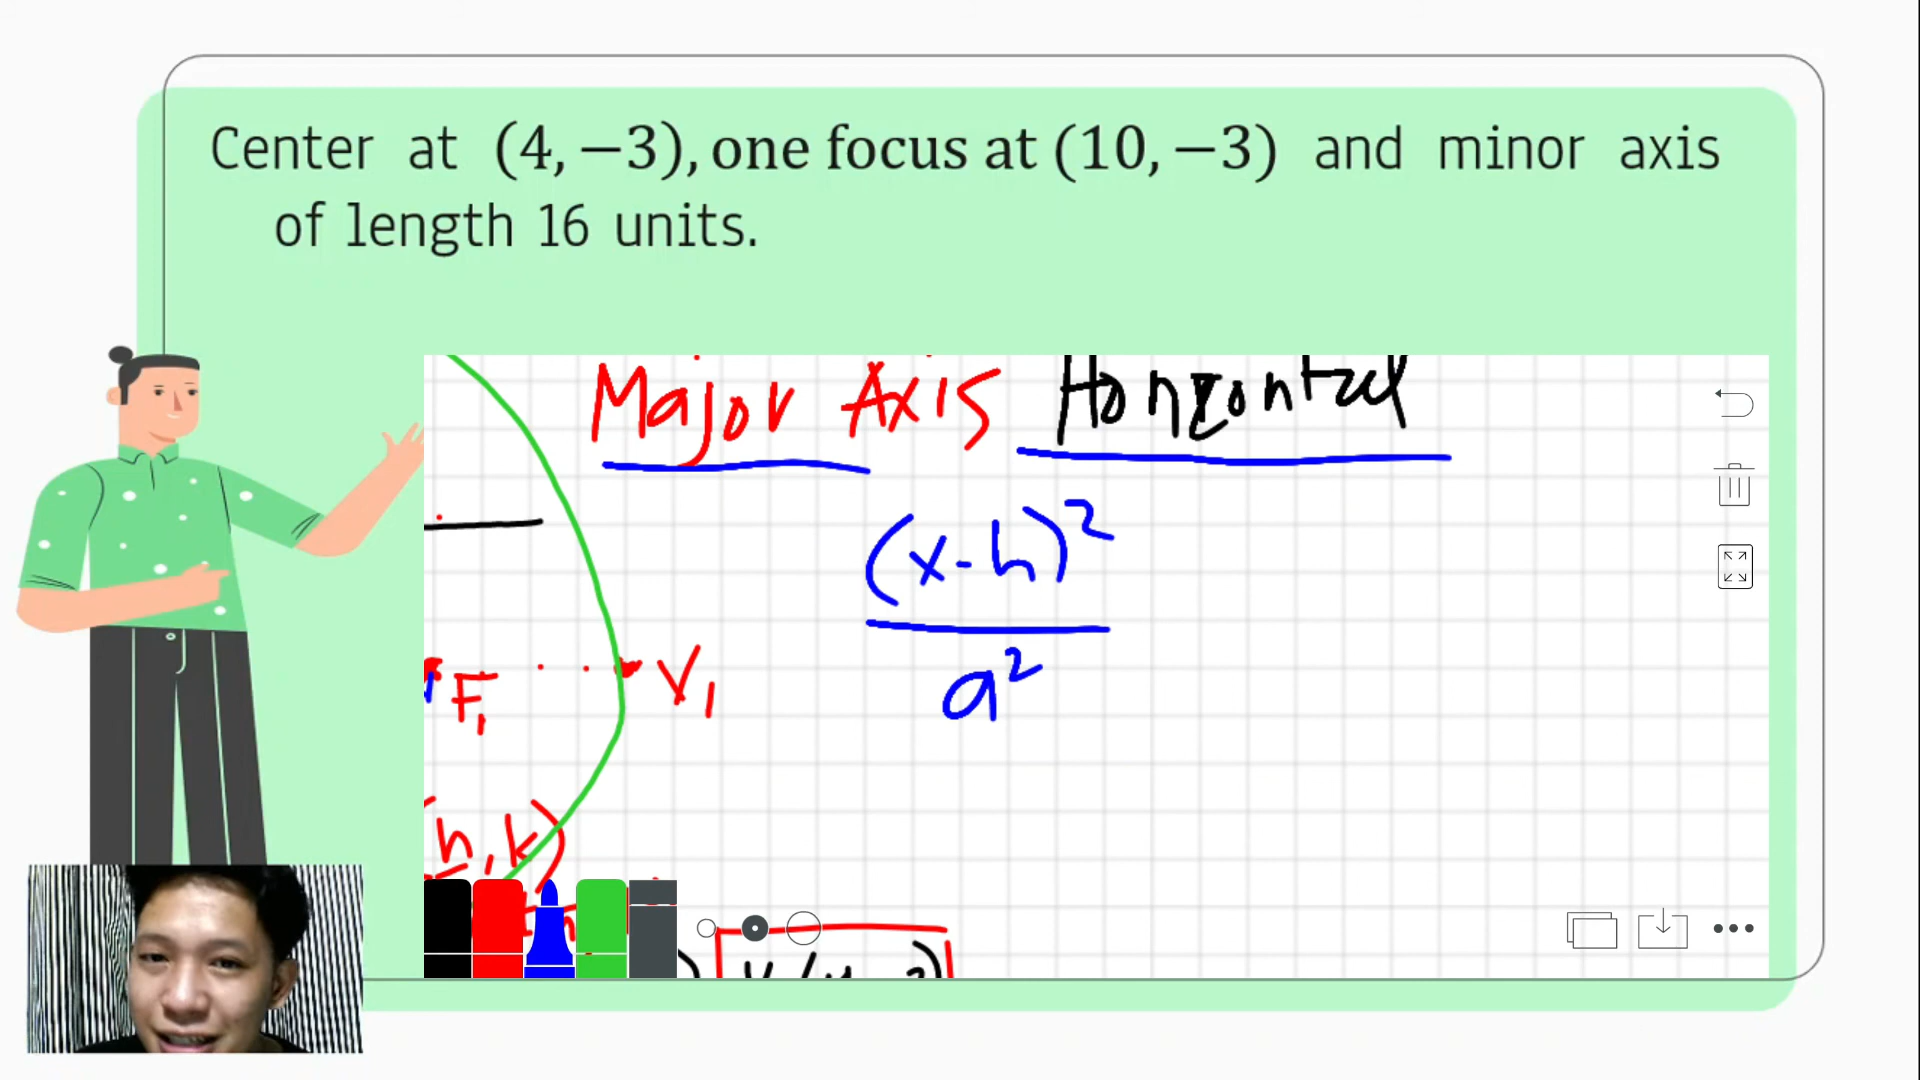 Center at (4, −3), one focus at (10, −3) and minor axis
of length 16 units.
Major Axis Horizontal
(x-h)²
a²
F₁
V₁
h, k)